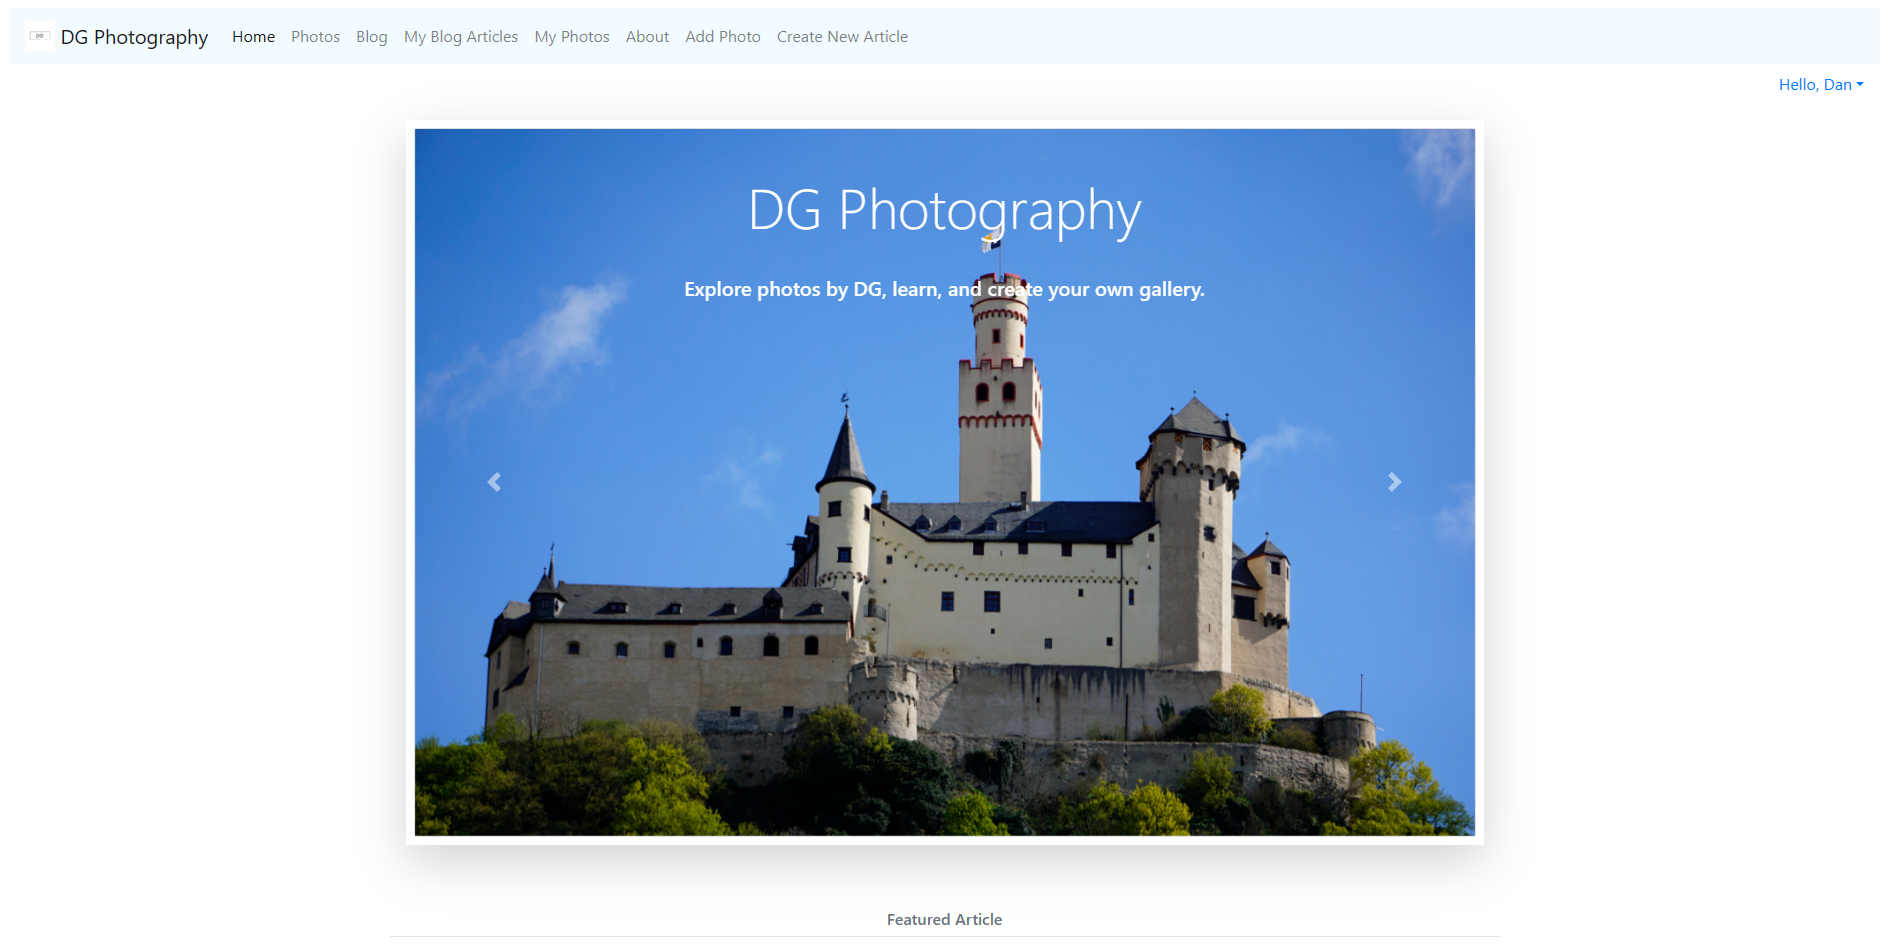 DG DG Photography Home Photos Blog My Blog Articles My Photos About Add Photo Create New Article
Hello, Dan
DG Photography
Explore photos by DG, learn, and create your own gallery.
Featured Article